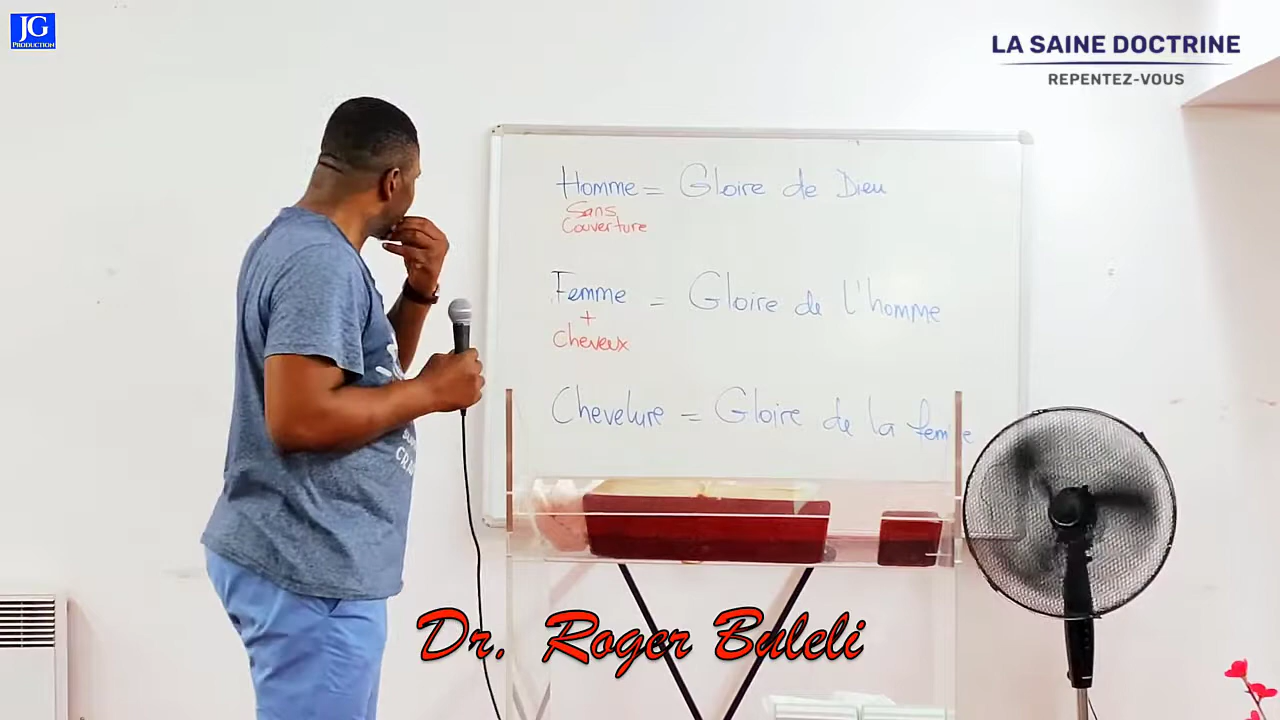 JG
PRODUCTION
LA SAINE DOCTRINE
REPENTEZ-VOUS
Homme = Gloire de Dieu
Sans
Couverture
Femme = Gloire de l'homme
+
Cheveux
Chevelure = Gloire de la femme
Dr. Roger Buleli